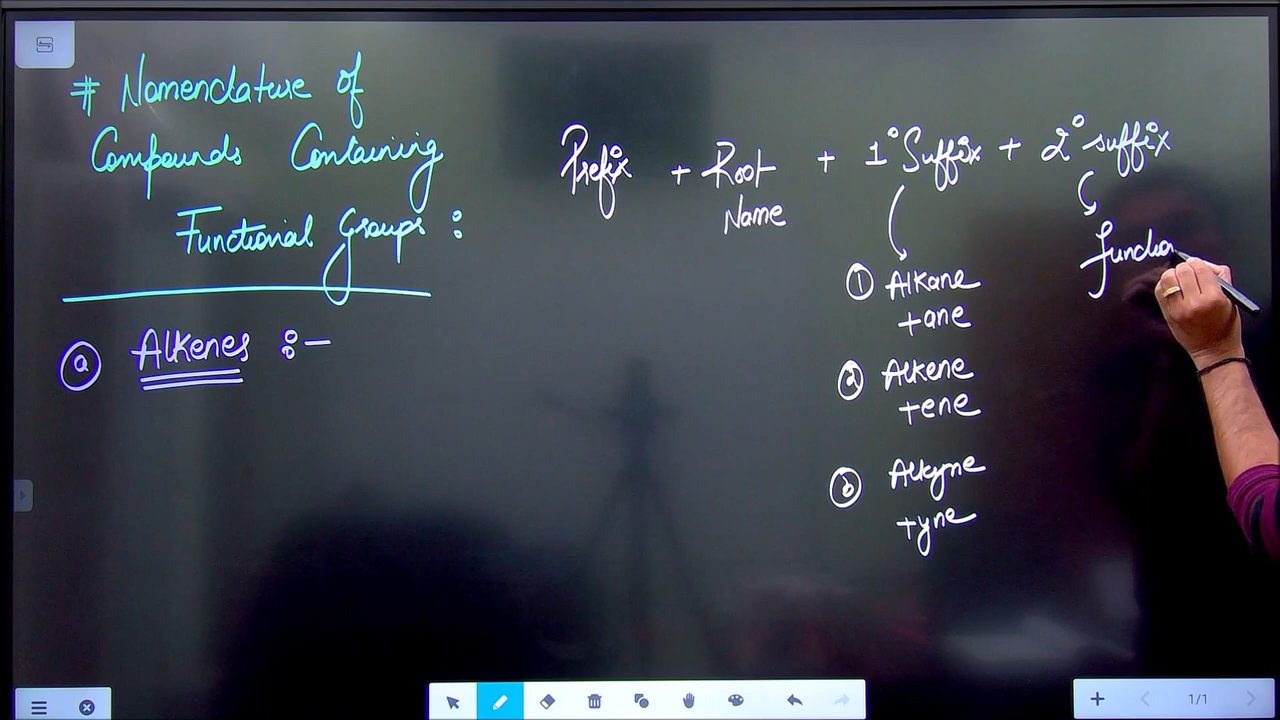 # Nomenclature of
Compounds Containing
Functional Groups :
ⓐ Alkenes :-
Prefix + Root Name + 1° Suffix + 2° suffix
① Alkane
+ane
② Alkene
+ene
③ Alkyne
+yne
functio
1/1